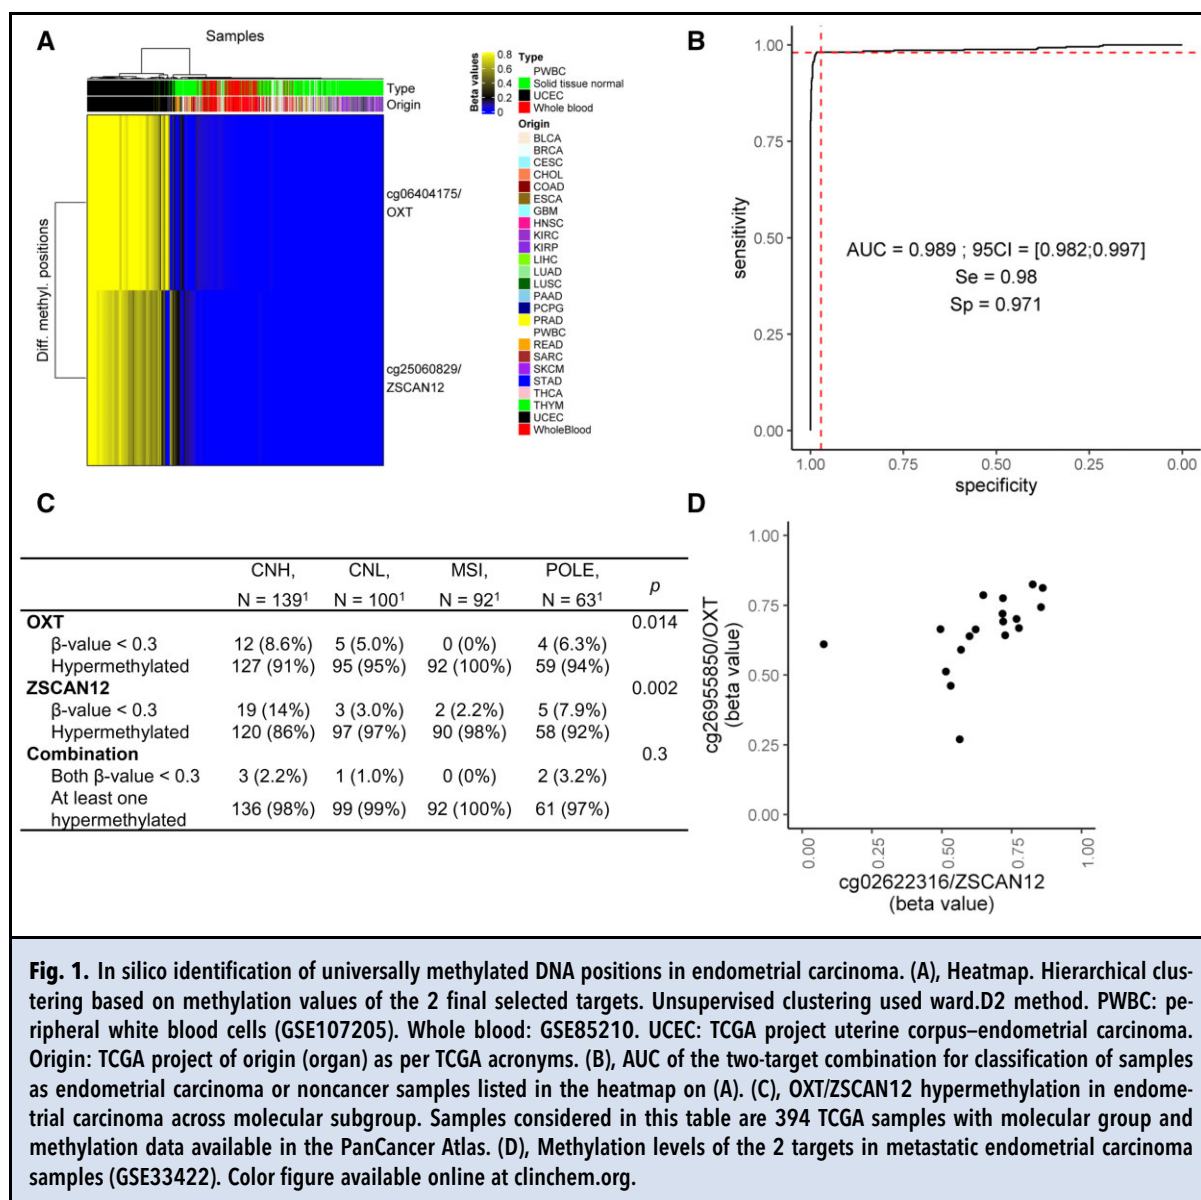 A
Samples
Type
Origin
cg06404175/
OXT
cg25060829/
ZSCAN12
Diff. methyl. positions
Beta values
0.8
0.6
0.4
0.2
0
Type
PWBC
Solid tissue normal
UCEC
Whole blood
Origin
BLCA
BRCA
CESC
CHOL
COAD
ESCA
GBM
HNSC
KIRC
KIRP
LIHC
LUAD
LUSC
PAAD
PCPG
PRAD
PWBC
READ
SARC
SKCM
STAD
THCA
THYM
UCEC
WholeBlood
B
1.00
0.75
0.50
0.25
0.00
sensitivity
AUC = 0.989 ; 95CI = [0.982;0.997]
Se = 0.98
Sp = 0.971
1.00 0.75 0.50 0.25 0.00
specificity
C
CNH, CNL, MSI, POLE, p
N = 139¹ N = 100¹ N = 92¹ N = 63¹
OXT 0.014
β-value < 0.3 12 (8.6%) 5 (5.0%) 0 (0%) 4 (6.3%)
Hypermethylated 127 (91%) 95 (95%) 92 (100%) 59 (94%)
ZSCAN12 0.002
β-value < 0.3 19 (14%) 3 (3.0%) 2 (2.2%) 5 (7.9%)
Hypermethylated 120 (86%) 97 (97%) 90 (98%) 58 (92%)
Combination 0.3
Both β-value < 0.3 3 (2.2%) 1 (1.0%) 0 (0%) 2 (3.2%)
At least one
hypermethylated 136 (98%) 99 (99%) 92 (100%) 61 (97%)
D
1.00
0.75
0.50
0.25
0.00
cg26955850/OXT
(beta value)
0.00 0.25 0.50 0.75 1.00
cg02622316/ZSCAN12
(beta value)
Fig. 1. In silico identification of universally methylated DNA positions in endometrial carcinoma. (A), Heatmap. Hierarchical clus-
tering based on methylation values of the 2 final selected targets. Unsupervised clustering used ward.D2 method. PWBC: pe-
ripheral white blood cells (GSE107205). Whole blood: GSE85210. UCEC: TCGA project uterine corpus–endometrial carcinoma.
Origin: TCGA project of origin (organ) as per TCGA acronyms. (B), AUC of the two-target combination for classification of samples
as endometrial carcinoma or noncancer samples listed in the heatmap on (A). (C), OXT/ZSCAN12 hypermethylation in endome-
trial carcinoma across molecular subgroup. Samples considered in this table are 394 TCGA samples with molecular group and
methylation data available in the PanCancer Atlas. (D), Methylation levels of the 2 targets in metastatic endometrial carcinoma
samples (GSE33422). Color figure available online at clinchem.org.